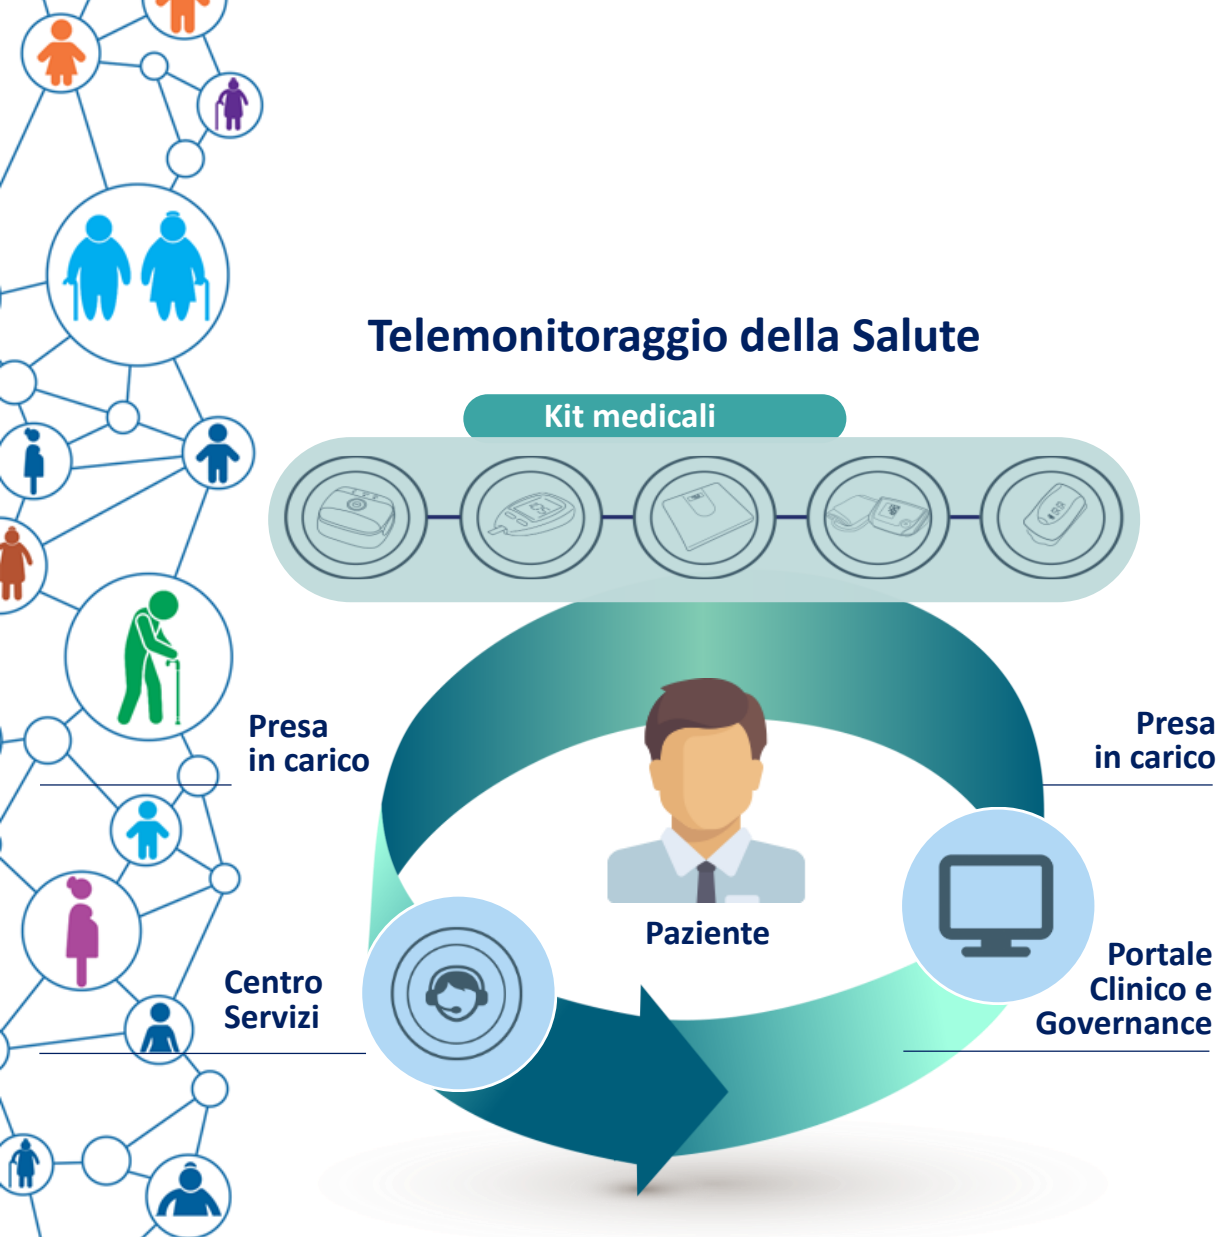 Telemonitoraggio della Salute
Kit medicali
Presa
in carico
Presa
in carico
Paziente
Centro
Servizi
Portale
Clinico e
Governance